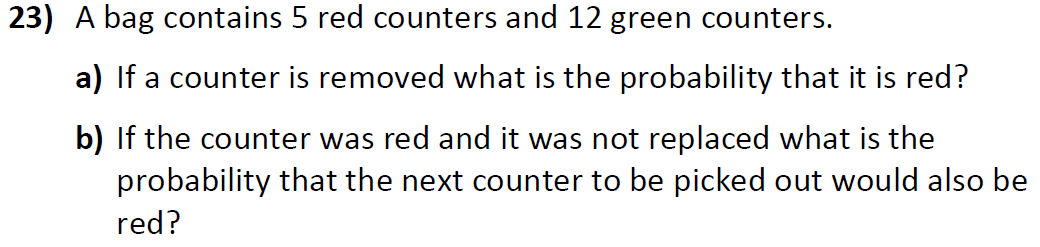 23) A bag contains 5 red counters and 12 green counters.
a) If a counter is removed what is the probability that it is red?
b) If the counter was red and it was not replaced what is the
probability that the next counter to be picked out would also be
red?